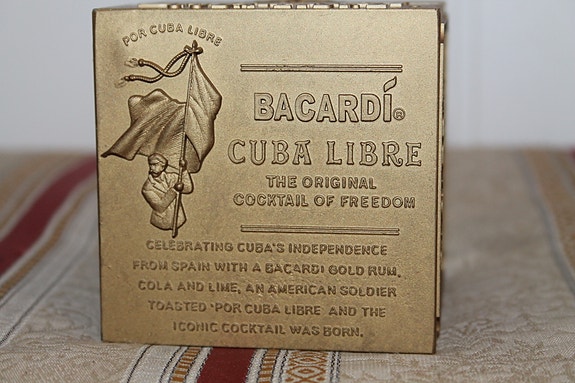 POR CUBA LIBRE
BACARDÍ®
CUBA LIBRE
THE ORIGINAL
COCKTAIL OF FREEDOM
CELEBRATING CUBA'S INDEPENDENCE
FROM SPAIN WITH A BACARDI GOLD RUM,
COLA AND LIME, AN AMERICAN SOLDIER
TOASTED 'POR CUBA LIBRE AND THE
ICONIC COCKTAIL WAS BORN.